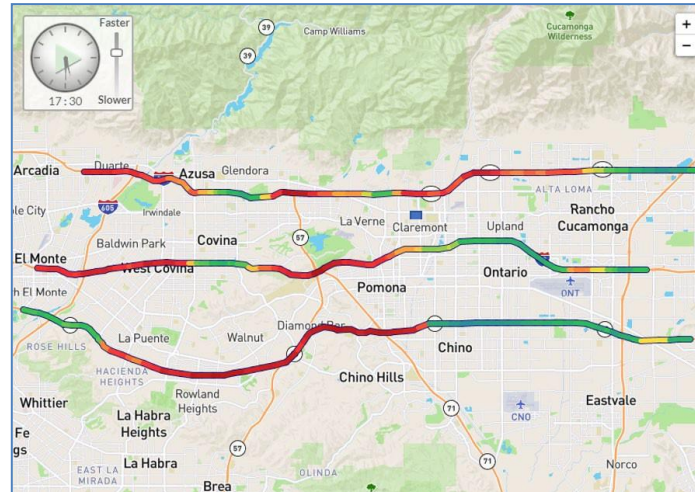 Faster
Slower
17:30
39
Camp Williams
Cucamonga
Wilderness
+
−
39
Arcadia
Duarte
Azusa
Glendora
ALTA LOMA
605
Irwindale
La Verne
Claremont
Upland
Rancho
Cucamonga
ple City
Baldwin Park
Covina
57
El Monte
West Covina
Pomona
Ontario
ONT
h El Monte
ROSE HILLS
La Puente
Walnut
Diamond Bar
Chino
HACIENDA
HEIGHTS
Chino Hills
Rowland
Heights
Whittier
La Habra
Heights
71
CNO
Eastvale
Fe
gs
57
71
La Habra
EAST LA
MIRADA
OLINDA
Norco
Brea